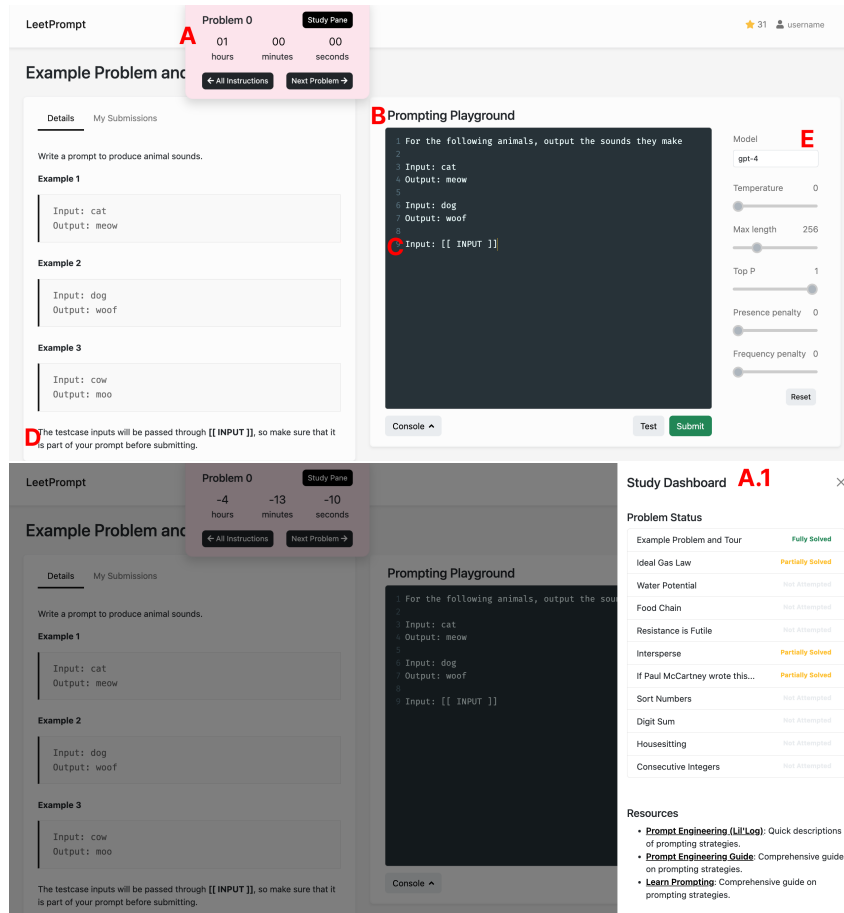 LeetPrompt
A
Problem 0
Study Pane
01 00 00
hours minutes seconds
← All Instructions Next Problem →
31 username
Example Problem and
Details My Submissions
Write a prompt to produce animal sounds.
Example 1
Input: cat
Output: meow
Example 2
Input: dog
Output: woof
Example 3
Input: cow
Output: moo
D
The testcase inputs will be passed through [[ INPUT ]], so make sure that it
is part of your prompt before submitting.
B
Prompting Playground
1 For the following animals, output the sounds they make
2
3 Input: cat
4 Output: meow
5
6 Input: dog
7 Output: woof
8
C
9 Input: [[ INPUT ]]
Console
Test
Submit
E
Model
gpt-4
Temperature 0
Max length 256
Top P 1
Presence penalty 0
Frequency penalty 0
Reset
LeetPrompt
Problem 0
Study Pane
-4 -13 -10
hours minutes seconds
← All Instructions Next Problem →
Example Problem and
Details My Submissions
Write a prompt to produce animal sounds.
Example 1
Input: cat
Output: meow
Example 2
Input: dog
Output: woof
Example 3
Input: cow
Output: moo
The testcase inputs will be passed through [[ INPUT ]], so make sure that it
is part of your prompt before submitting.
Prompting Playground
1 For the following animals, output the sou
2
3 Input: cat
4 Output: meow
5
6 Input: dog
7 Output: woof
8
9 Input: [[ INPUT ]]
Console
Study Dashboard
A.1
×
Problem Status
Example Problem and Tour Fully Solved
Ideal Gas Law Partially Solved
Water Potential Not Attempted
Food Chain Not Attempted
Resistance is Futile Not Attempted
Intersperse Partially Solved
If Paul McCartney wrote this... Partially Solved
Sort Numbers Not Attempted
Digit Sum Not Attempted
Housesitting Not Attempted
Consecutive Integers Not Attempted
Resources
• Prompt Engineering (Lil'Log): Quick descriptions
of prompting strategies.
• Prompt Engineering Guide: Comprehensive guide
on prompting strategies.
• Learn Prompting: Comprehensive guide on
prompting strategies.